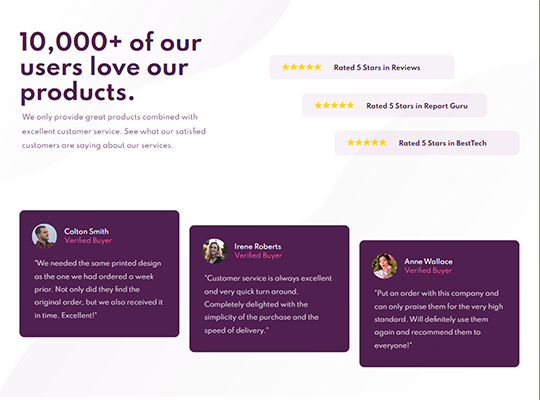 10,000+ of our
users love our
products.
We only provide great products combined with
excellent customer service. See what our satisfied
customers are saying about our services.
Rated 5 Stars in Reviews
Rated 5 Stars in Report Guru
Rated 5 Stars in BestTech
Colton Smith
Verified Buyer
"We needed the same printed design
as the one we had ordered a week
prior. Not only did they find the
original order, but we also received it
in time. Excellent!"
Irene Roberts
Verified Buyer
"Customer service is always excellent
and very quick turn around.
Completely delighted with the
simplicity of the purchase and the
speed of delivery."
Anne Wallace
Verified Buyer
"Put an order with this company and
can only praise them for the very high
standard. Will definitely use them
again and recommend them to
everyone!"